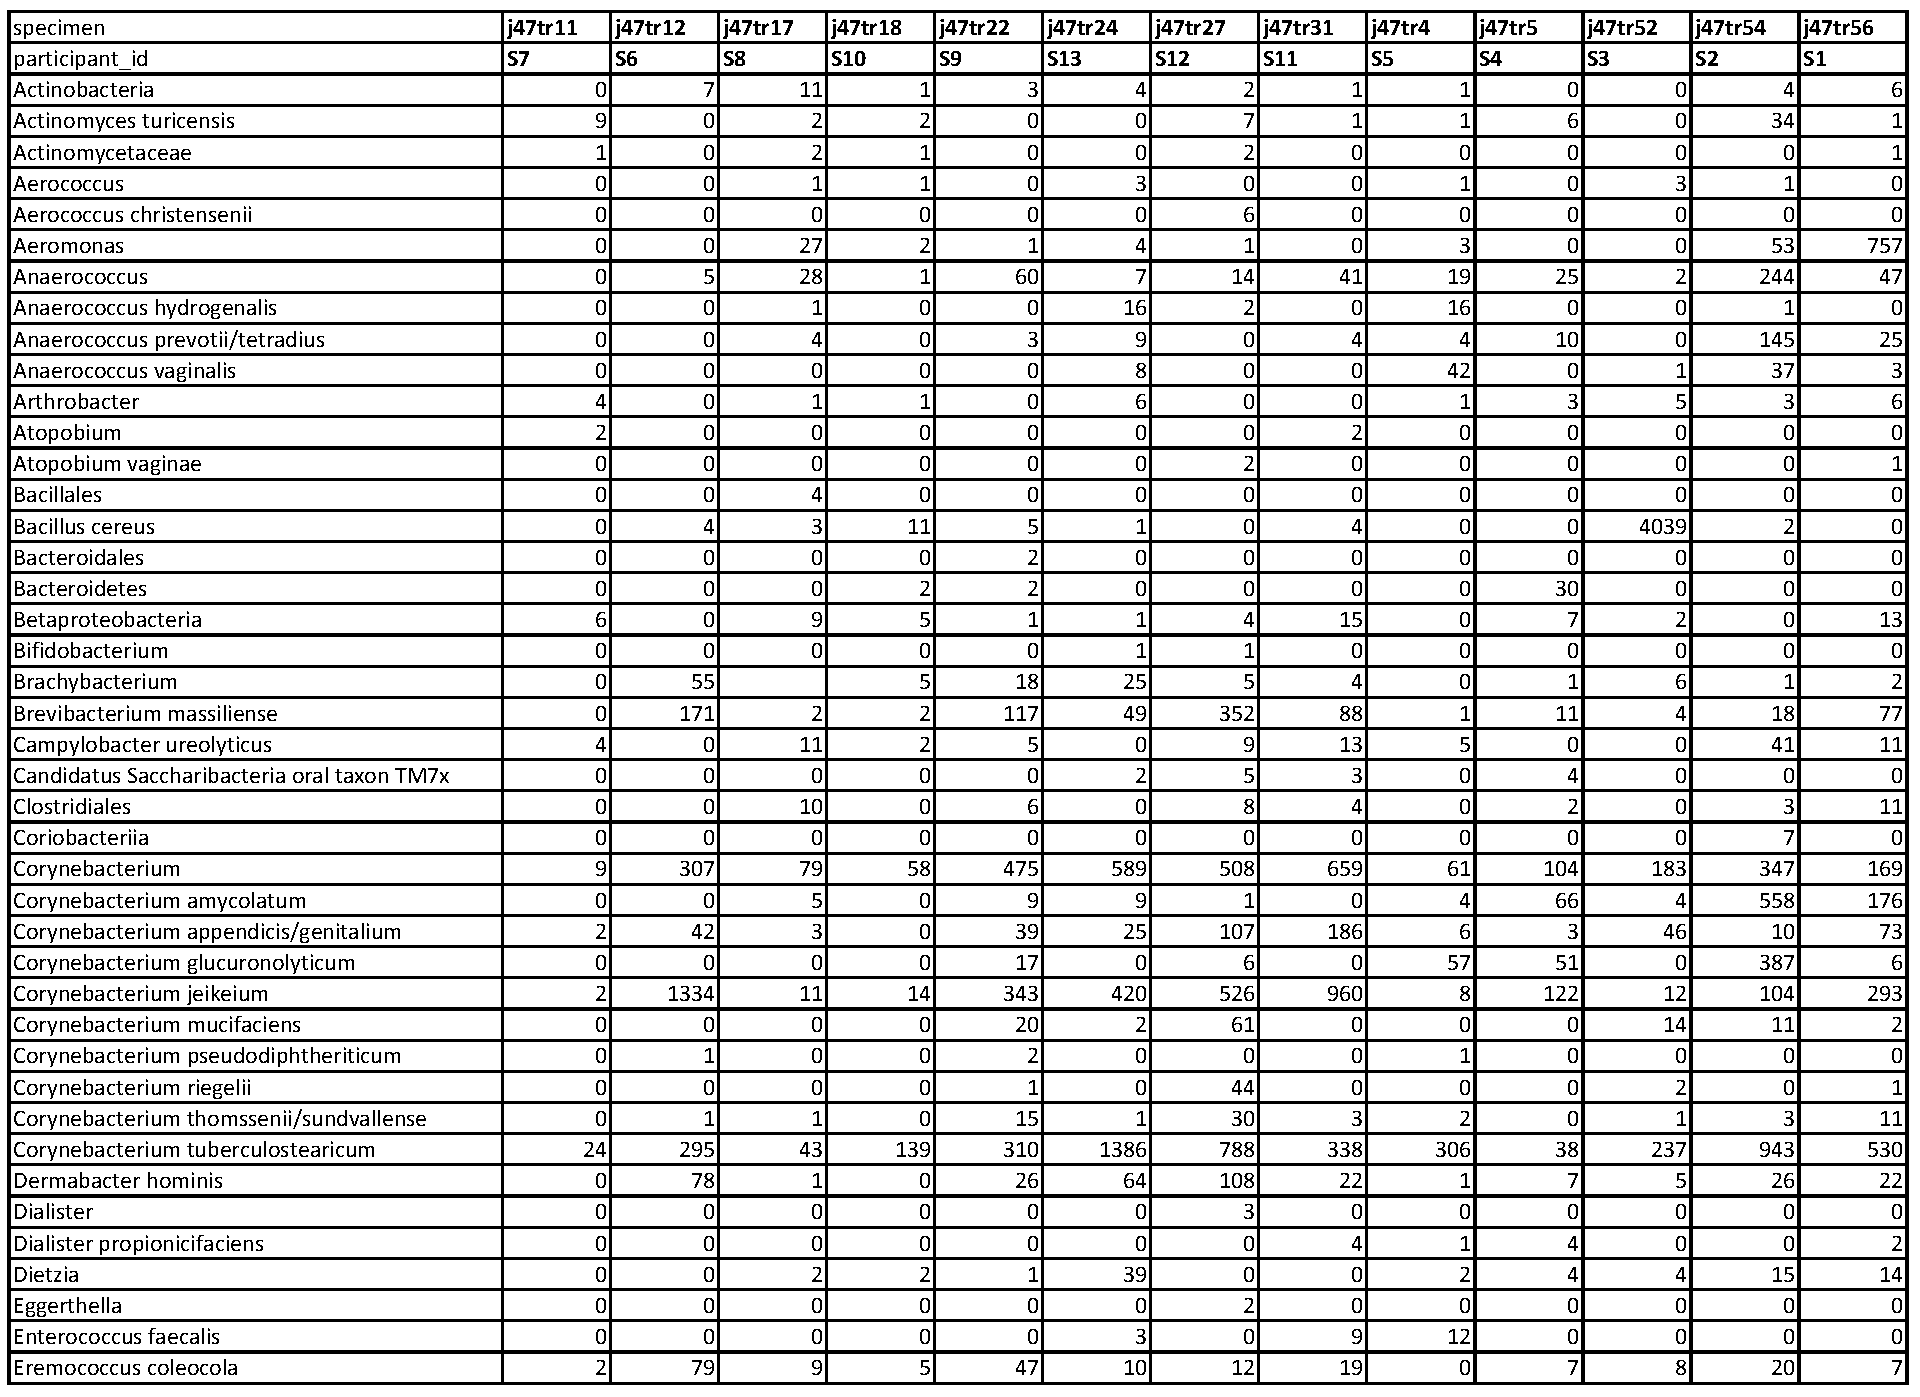 specimen j47tr11 j47tr12 j47tr17 j47tr18 j47tr22 j47tr24 j47tr27 j47tr31 j47tr4 j47tr5 j47tr52 j47tr54 j47tr56
participant_id S7 S6 S8 S10 S9 S13 S12 S11 S5 S4 S3 S2 S1
Actinobacteria 0 7 11 1 3 4 2 1 1 0 0 4 6
Actinomyces turicensis 9 0 2 2 0 0 7 1 1 6 0 34 1
Actinomycetaceae 1 0 2 1 0 0 2 0 0 0 0 0 1
Aerococcus 0 0 1 1 0 3 0 0 1 0 3 1 0
Aerococcus christensenii 0 0 0 0 0 0 6 0 0 0 0 0 0
Aeromonas 0 0 27 2 1 4 1 0 3 0 0 53 757
Anaerococcus 0 5 28 1 60 7 14 41 19 25 2 244 47
Anaerococcus hydrogenalis 0 0 1 0 0 16 2 0 16 0 0 1 0
Anaerococcus prevotii/tetradius 0 0 4 0 3 9 0 4 4 10 0 145 25
Anaerococcus vaginalis 0 0 0 0 0 8 0 0 42 0 1 37 3
Arthrobacter 4 0 1 1 0 6 0 0 1 3 5 3 6
Atopobium 2 0 0 0 0 0 0 2 0 0 0 0 0
Atopobium vaginae 0 0 0 0 0 0 2 0 0 0 0 0 1
Bacillales 0 0 4 0 0 0 0 0 0 0 0 0 0
Bacillus cereus 0 4 3 11 5 1 0 4 0 0 4039 2 0
Bacteroidales 0 0 0 0 2 0 0 0 0 0 0 0 0
Bacteroidetes 0 0 0 2 2 0 0 0 0 30 0 0 0
Betaproteobacteria 6 0 9 5 1 1 4 15 0 7 2 0 13
Bifidobacterium 0 0 0 0 0 1 1 0 0 0 0 0 0
Brachybacterium 0 55 5 18 25 5 4 0 1 6 1 2
Brevibacterium massiliense 0 171 2 2 117 49 352 88 1 11 4 18 77
Campylobacter ureolyticus 4 0 11 2 5 0 9 13 5 0 0 41 11
Candidatus Saccharibacteria oral taxon TM7x 0 0 0 0 0 2 5 3 0 4 0 0 0
Clostridiales 0 0 10 0 6 0 8 4 0 2 0 3 11
Coriobacteriia 0 0 0 0 0 0 0 0 0 0 0 7 0
Corynebacterium 9 307 79 58 475 589 508 659 61 104 183 347 169
Corynebacterium amycolatum 0 0 5 0 9 9 1 0 4 66 4 558 176
Corynebacterium appendicis/genitalium 2 42 3 0 39 25 107 186 6 3 46 10 73
Corynebacterium glucuronolyticum 0 0 0 0 17 0 6 0 57 51 0 387 6
Corynebacterium jeikeium 2 1334 11 14 343 420 526 960 8 122 12 104 293
Corynebacterium mucifaciens 0 0 0 0 20 2 61 0 0 0 14 11 2
Corynebacterium pseudodiphtheriticum 0 1 0 0 2 0 0 0 1 0 0 0 0
Corynebacterium riegelii 0 0 0 0 1 0 44 0 0 0 2 0 1
Corynebacterium thomssenii/sundvallense 0 1 1 0 15 1 30 3 2 0 1 3 11
Corynebacterium tuberculostearicum 24 295 43 139 310 1386 788 338 306 38 237 943 530
Dermabacter hominis 0 78 1 0 26 64 108 22 1 7 5 26 22
Dialister 0 0 0 0 0 0 3 0 0 0 0 0 0
Dialister propionicifaciens 0 0 0 0 0 0 0 4 1 4 0 0 2
Dietzia 0 0 2 2 1 39 0 0 2 4 4 15 14
Eggerthella 0 0 0 0 0 0 2 0 0 0 0 0 0
Enterococcus faecalis 0 0 0 0 0 3 0 9 12 0 0 0 0
Eremococcus coleocola 2 79 9 5 47 10 12 19 0 7 8 20 7